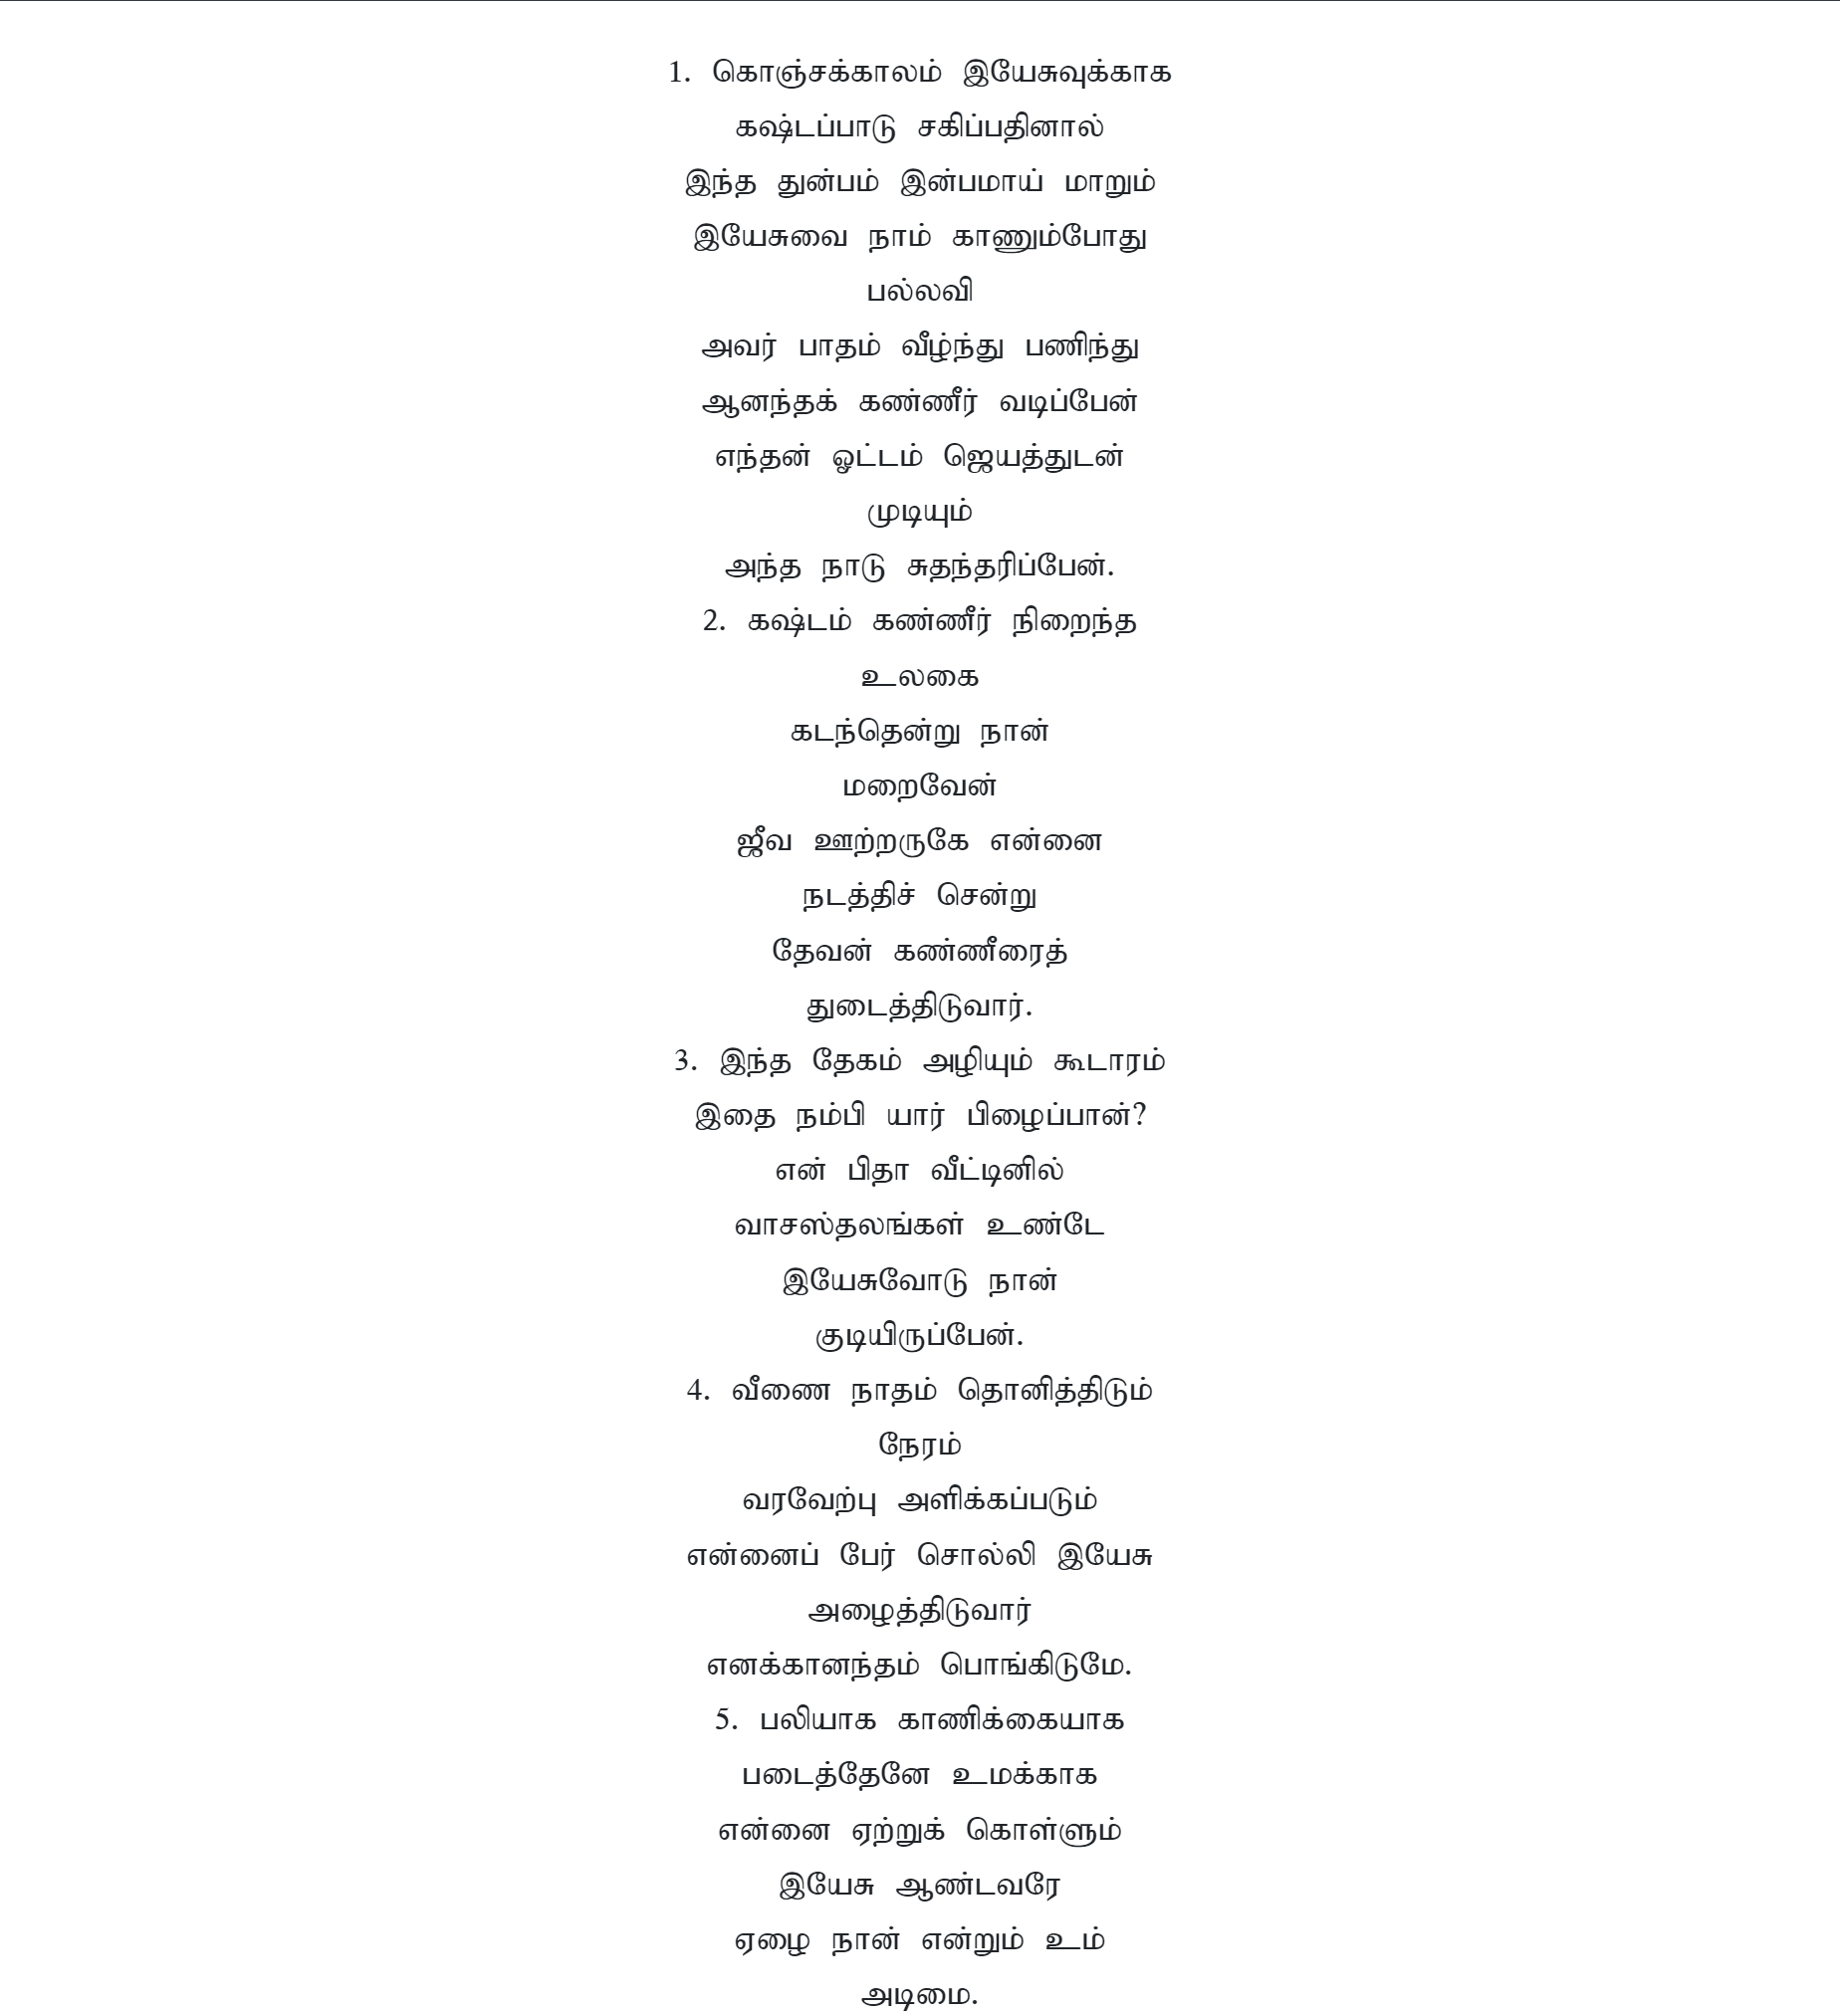 1. கொஞ்சக்காலம் இயேசுவுக்காக
கஷ்டப்பாடு சகிப்பதினால்
இந்த துன்பம் இன்பமாய் மாறும்
இயேசுவை நாம் காணும்போது
பல்லவி
அவர் பாதம் வீழ்ந்து பணிந்து
ஆனந்தக் கண்ணீர் வடிப்பேன்
எந்தன் ஓட்டம் ஜெயத்துடன்
முடியும்
அந்த நாடு சுதந்தரிப்பேன்.
2. கஷ்டம் கண்ணீர் நிறைந்த
உலகை
கடந்தென்று நான்
மறைவேன்
ஜீவ ஊற்றருகே என்னை
நடத்திச் சென்று
தேவன் கண்ணீரைத்
துடைத்திடுவார்.
3. இந்த தேகம் அழியும் கூடாரம்
இதை நம்பி யார் பிழைப்பான்?
என் பிதா வீட்டினில்
வாசஸ்தலங்கள் உண்டே
இயேசுவோடு நான்
குடியிருப்பேன்.
4. வீணை நாதம் தொனித்திடும்
நேரம்
வரவேற்பு அளிக்கப்படும்
என்னைப் பேர் சொல்லி இயேசு
அழைத்திடுவார்
எனக்கானந்தம் பொங்கிடுமே.
5. பலியாக காணிக்கையாக
படைத்தேனே உமக்காக
என்னை ஏற்றுக் கொள்ளும்
இயேசு ஆண்டவரே
ஏழை நான் என்றும் உம்
அடிமை.